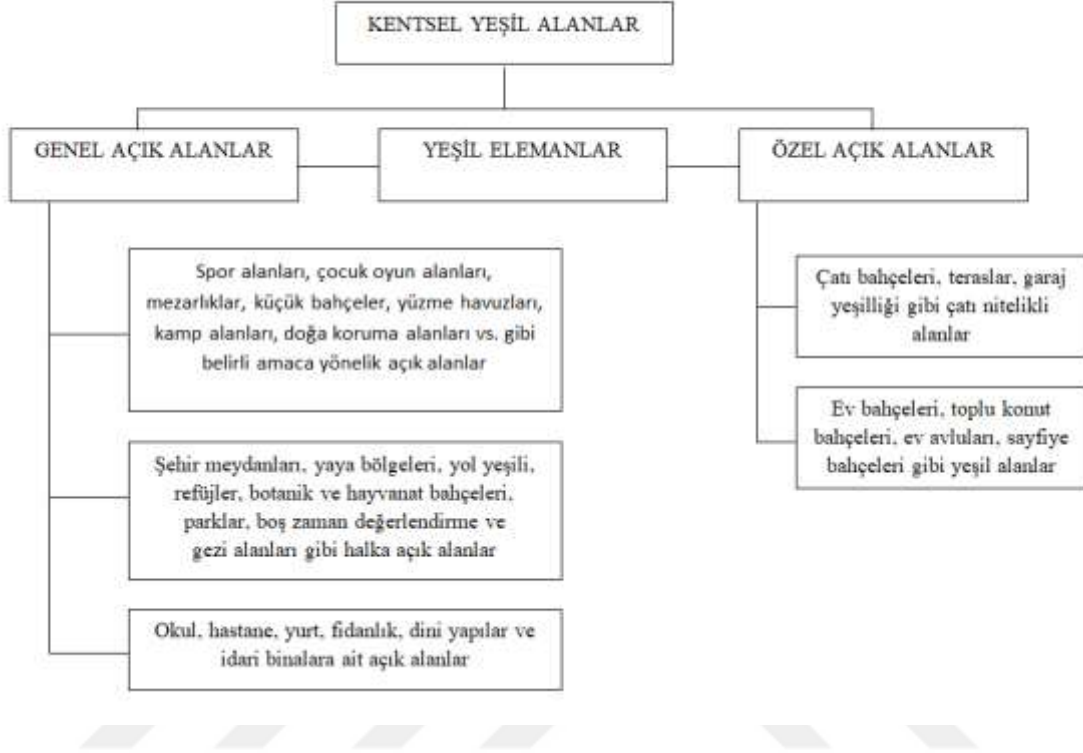 KENTSEL YEŞİL ALANLAR
GENEL AÇIK ALANLAR
YEŞİL ELEMANLAR
ÖZEL AÇIK ALANLAR
Spor alanları, çocuk oyun alanları,
mezarlıklar, küçük bahçeler, yüzme havuzları,
kamp alanları, doğa koruma alanları vs. gibi
belirli amaca yönelik açık alanlar
Şehir meydanları, yaya bölgeleri, yol yeşili,
refüjler, botanik ve hayvanat bahçeleri,
parklar, boş zaman değerlendirme ve
gezi alanları gibi halka açık alanlar
Okul, hastane, yurt, fidanlık, dini yapılar ve
idari binalara ait açık alanlar
Çatı bahçeleri, teraslar, garaj
yeşilliği gibi çatı nitelikli
alanlar
Ev bahçeleri, toplu konut
bahçeleri, ev avluları, sayfiye
bahçeleri gibi yeşil alanlar